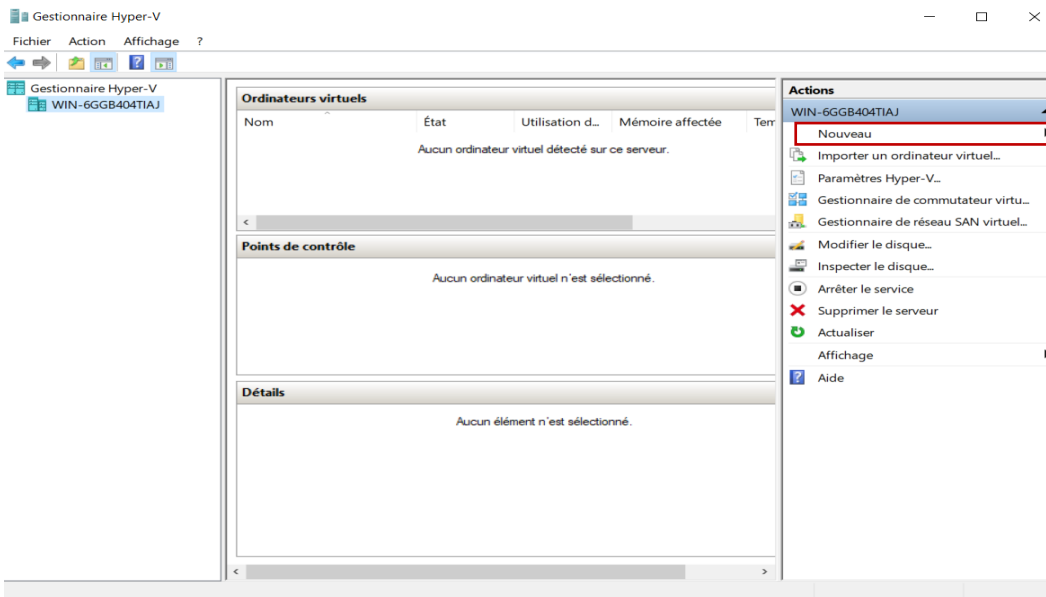 Gestionnaire Hyper-V
Fichier Action Affichage ?
Gestionnaire Hyper-V
WIN-6GGB404TIAJ
Ordinateurs virtuels
Nom État Utilisation d... Mémoire affectée Tem
Aucun ordinateur virtuel détecté sur ce serveur.
Points de contrôle
Aucun ordinateur virtuel n'est sélectionné.
Détails
Aucun élément n'est sélectionné.
Actions
WIN-6GGB404TIAJ
Nouveau
Importer un ordinateur virtuel...
Paramètres Hyper-V...
Gestionnaire de commutateur virtu...
Gestionnaire de réseau SAN virtuel...
Modifier le disque...
Inspecter le disque...
Arrêter le service
Supprimer le serveur
Actualiser
Affichage
Aide